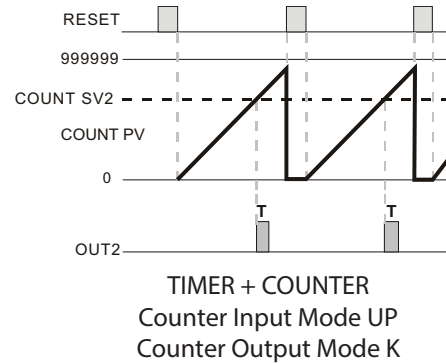 RESET
999999
COUNT SV2
COUNT PV
0
T T
OUT2
TIMER + COUNTER
Counter Input Mode UP
Counter Output Mode K